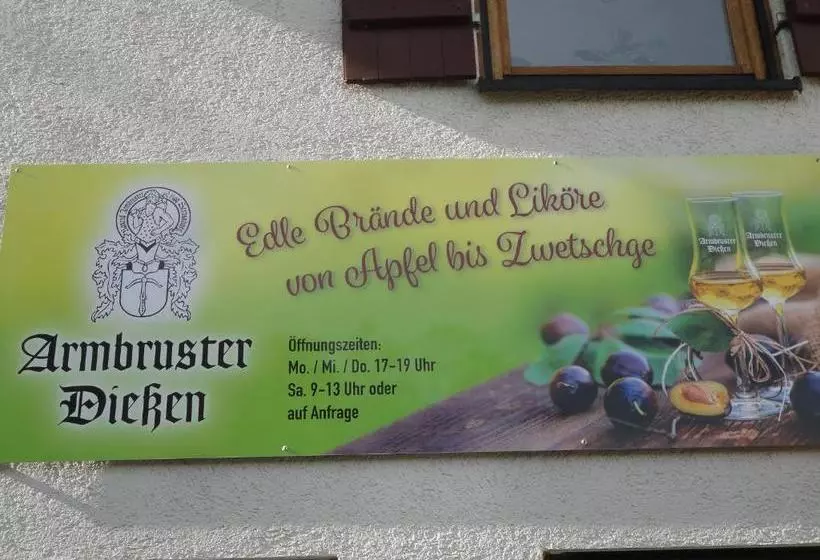 Edle Brände und Liköre
von Apfel bis Zwetschge
Armbruster
Dießen
Öffnungszeiten:
Mo. / Mi. / Do. 17-19 Uhr
Sa. 9-13 Uhr oder
auf Anfrage
Armbruster
Dießen
Armbruster
Dießen